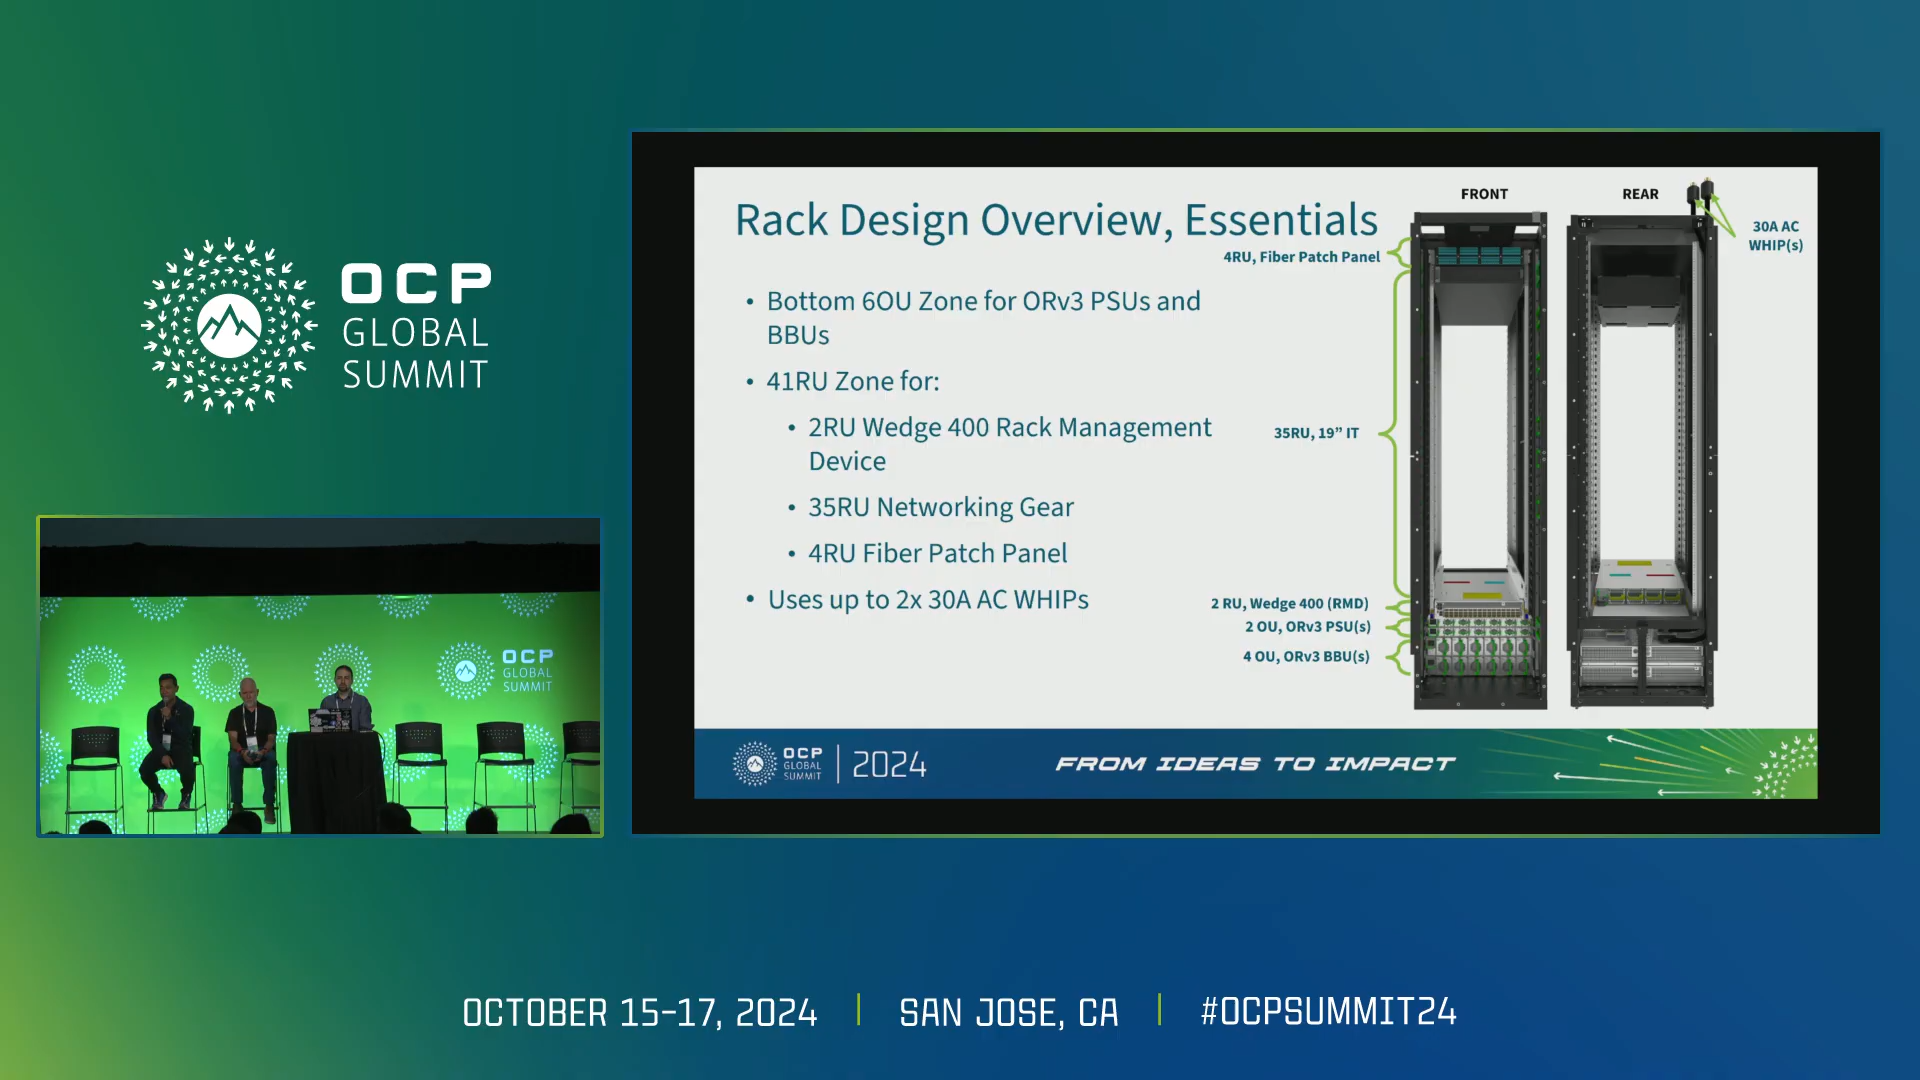 OCP
GLOBAL
SUMMIT
Rack Design Overview, Essentials
• Bottom 6OU Zone for ORv3 PSUs and
BBUs
• 41RU Zone for:
• 2RU Wedge 400 Rack Management
Device
• 35RU Networking Gear
• 4RU Fiber Patch Panel
• Uses up to 2x 30A AC WHIPs
FRONT
REAR
30A AC
WHIP(s)
4RU, Fiber Patch Panel
35RU, 19” IT
2 RU, Wedge 400 (RMD)
2 OU, ORv3 PSU(s)
4 OU, ORv3 BBU(s)
OCP
GLOBAL
SUMMIT
2024
FROM IDEAS TO IMPACT
OCP
GLOBAL
SUMMIT
OCTOBER 15-17, 2024 | SAN JOSE, CA | #OCPSUMMIT24